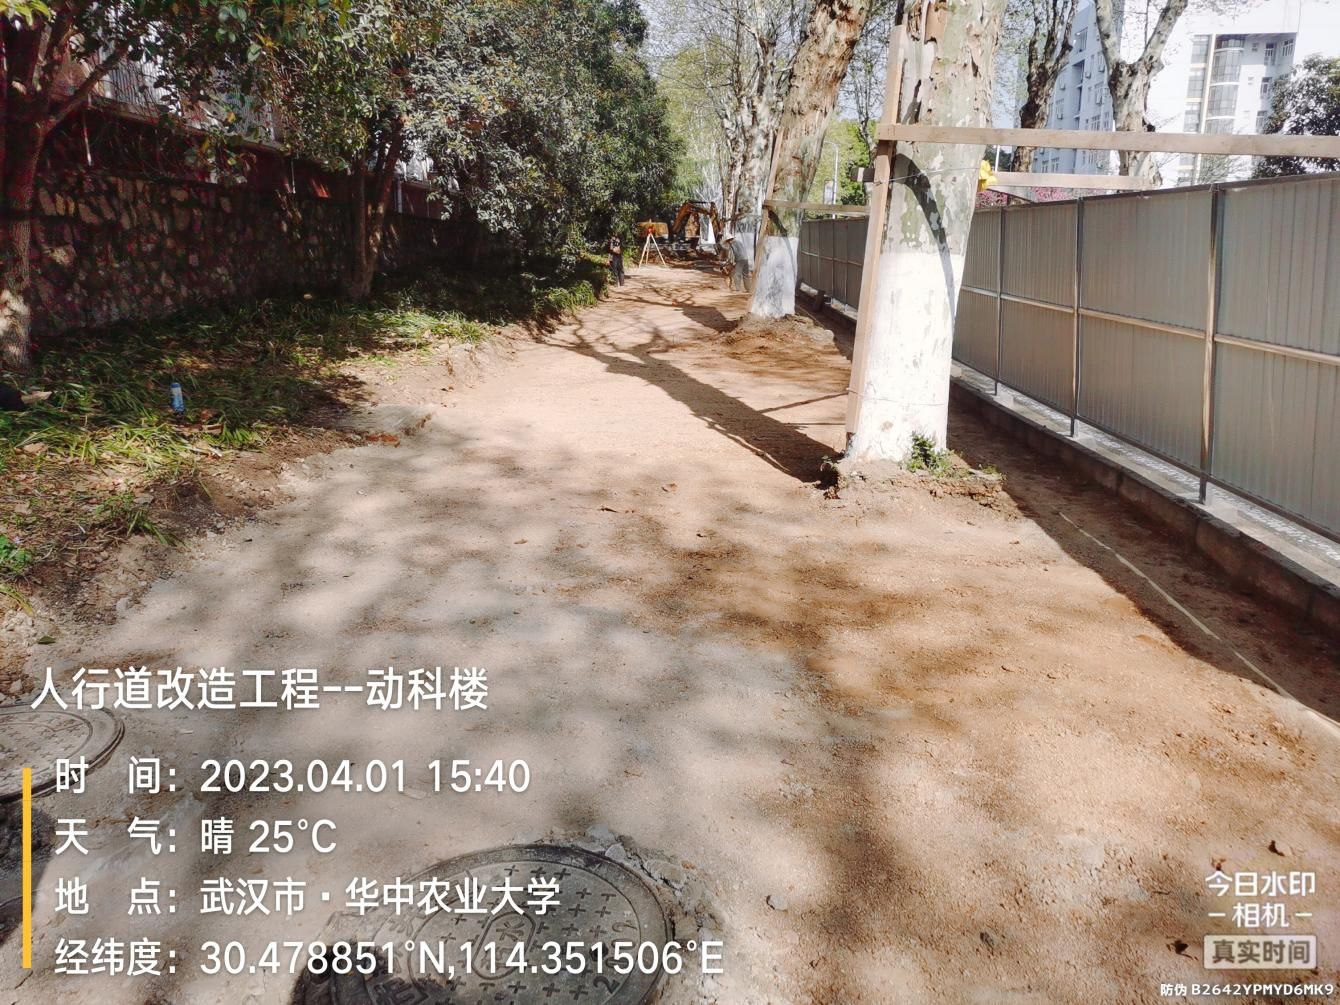 人行道改造工程--动科楼
时 间：2023.04.01 15:40
天 气：晴 25°C
地 点：武汉市·华中农业大学
经纬度：30.478851°N,114.351506°E
今日水印
-相机-
真实时间
防伪 B2642YPMYD6MK9